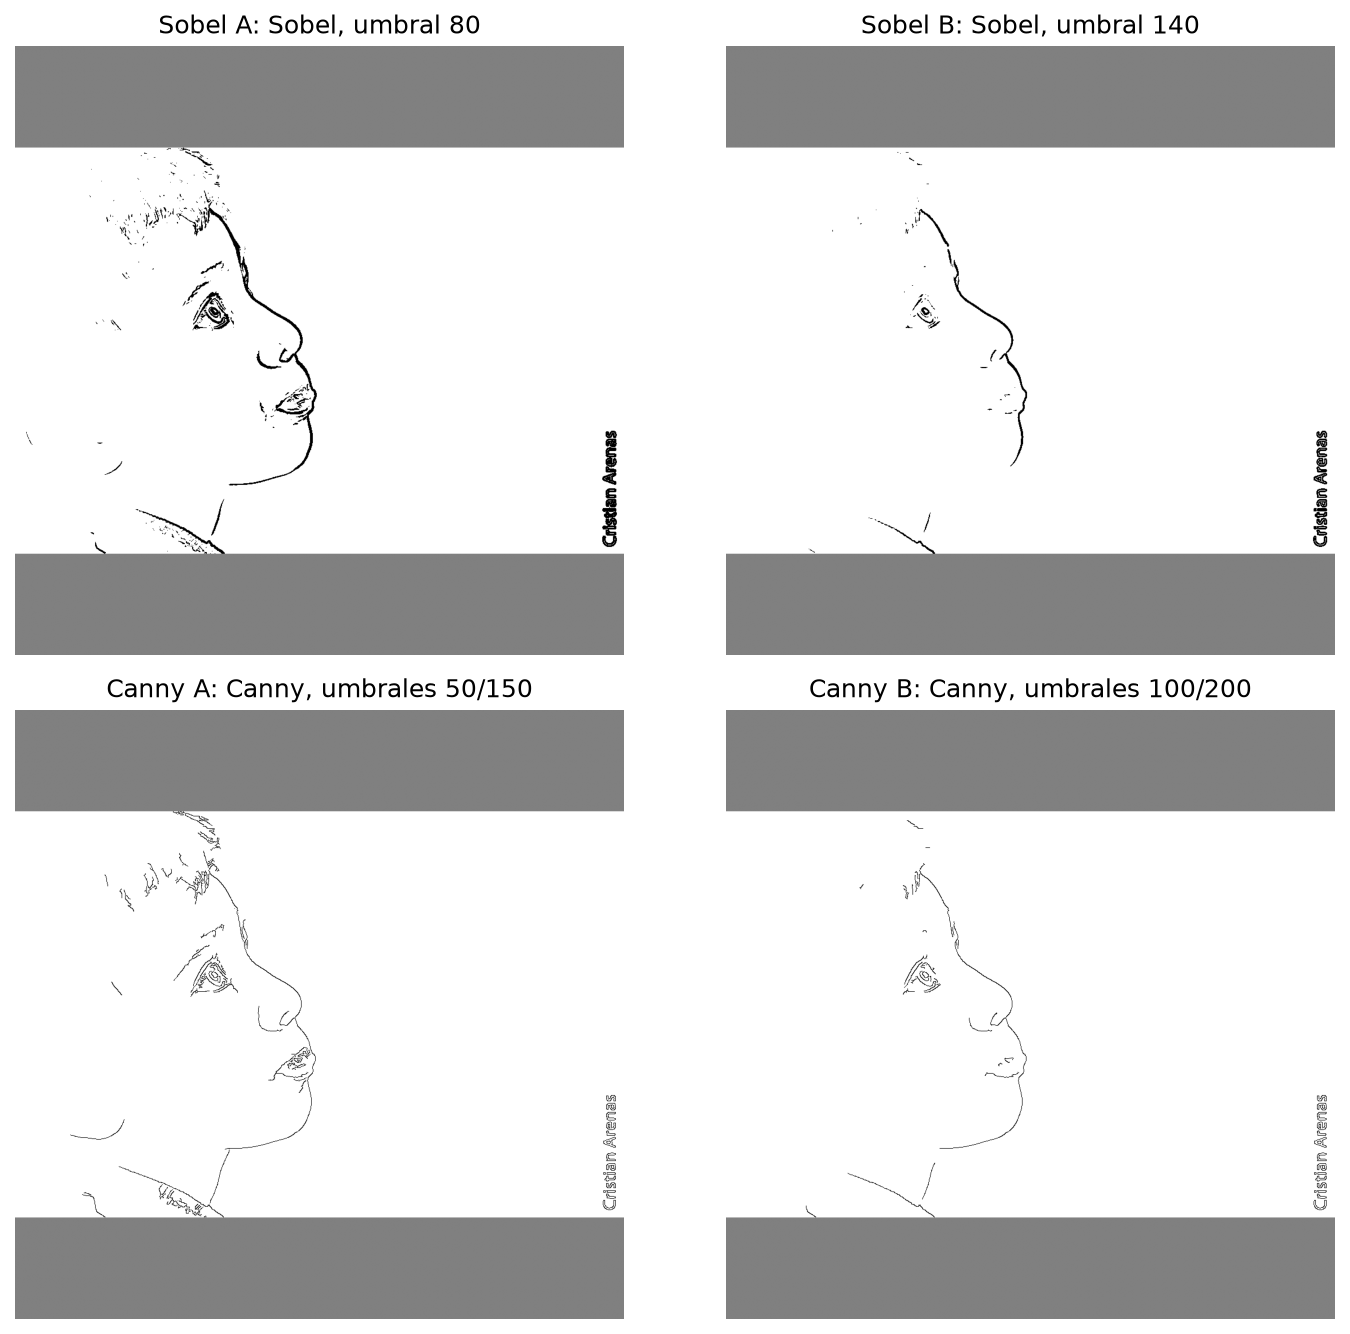 Sobel A: Sobel, umbral 80
Sobel B: Sobel, umbral 140
Cristian Arenas
Cristian Arenas
Canny A: Canny, umbrales 50/150
Canny B: Canny, umbrales 100/200
Cristian Arenas
Cristian Arenas